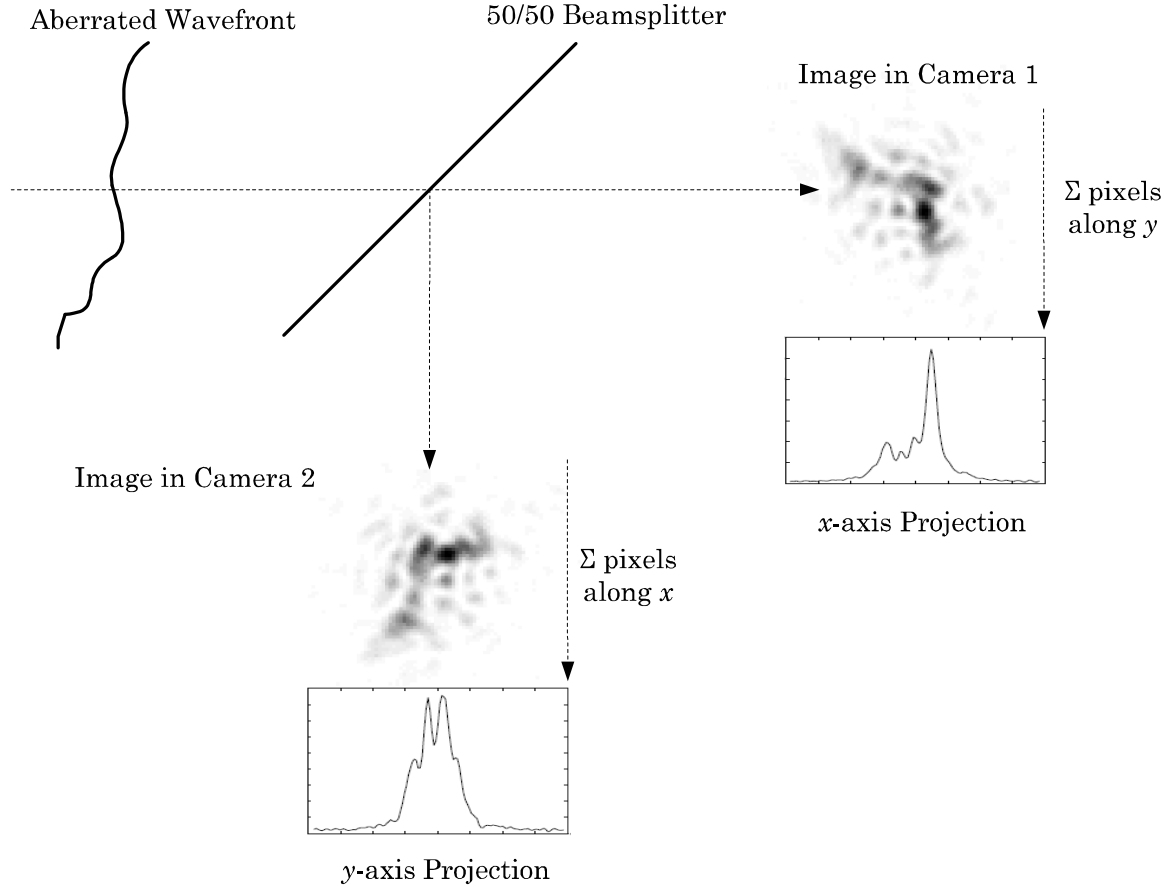 Aberrated Wavefront
50/50 Beamsplitter
Image in Camera 1
Σ pixels
along y
x-axis Projection
Image in Camera 2
Σ pixels
along x
y-axis Projection